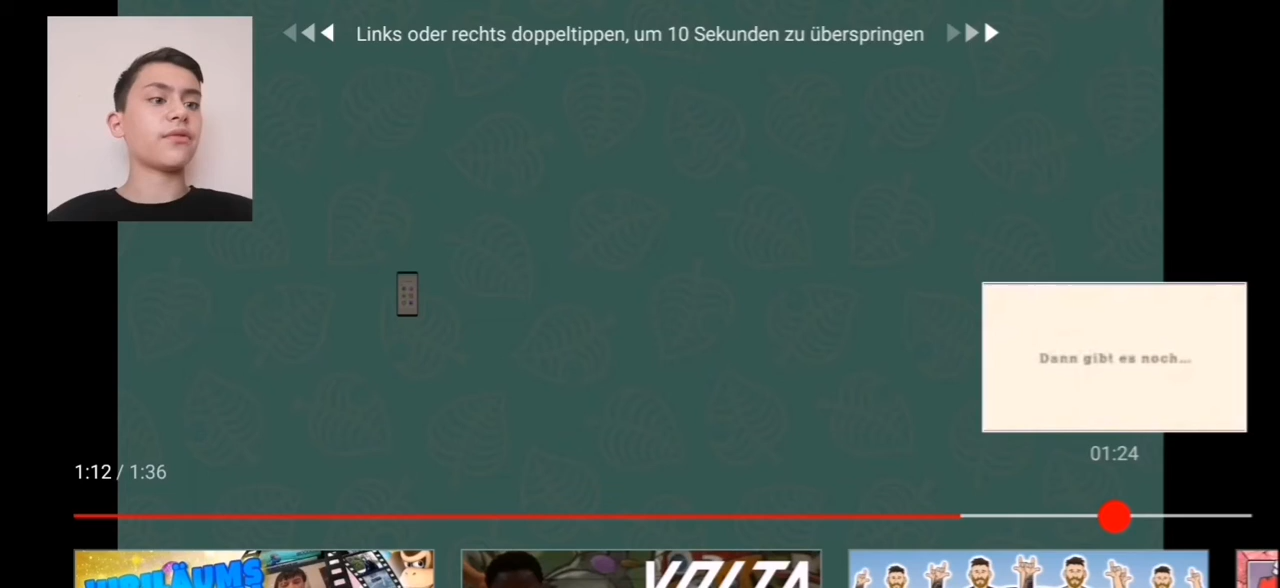 Links oder rechts doppeltippen, um 10 Sekunden zu überspringen
Dann gibt es noch...
01:24
1:12 / 1:36
JUBILÄUMS
VOLTA